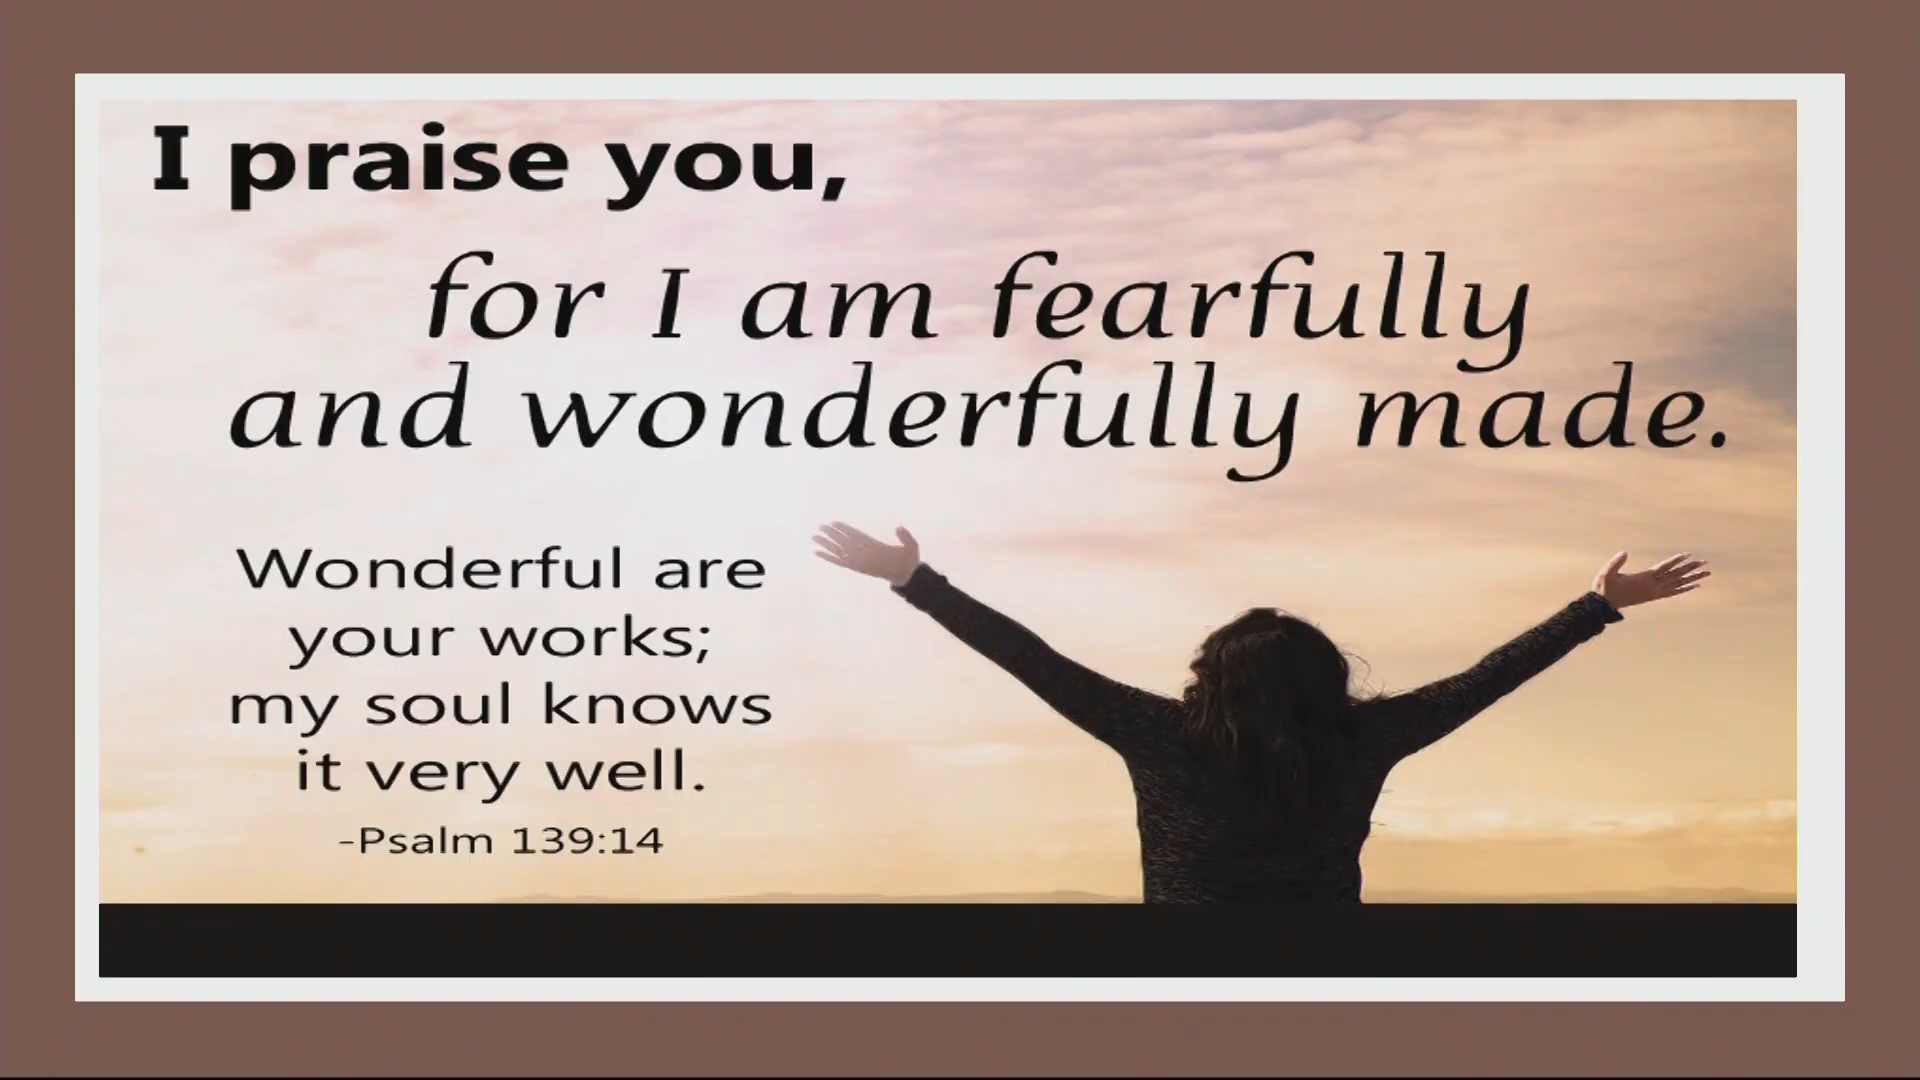 I praise you,
for I am fearfully
and wonderfully made.
Wonderful are
your works;
my soul knows
it very well.
-Psalm 139:14